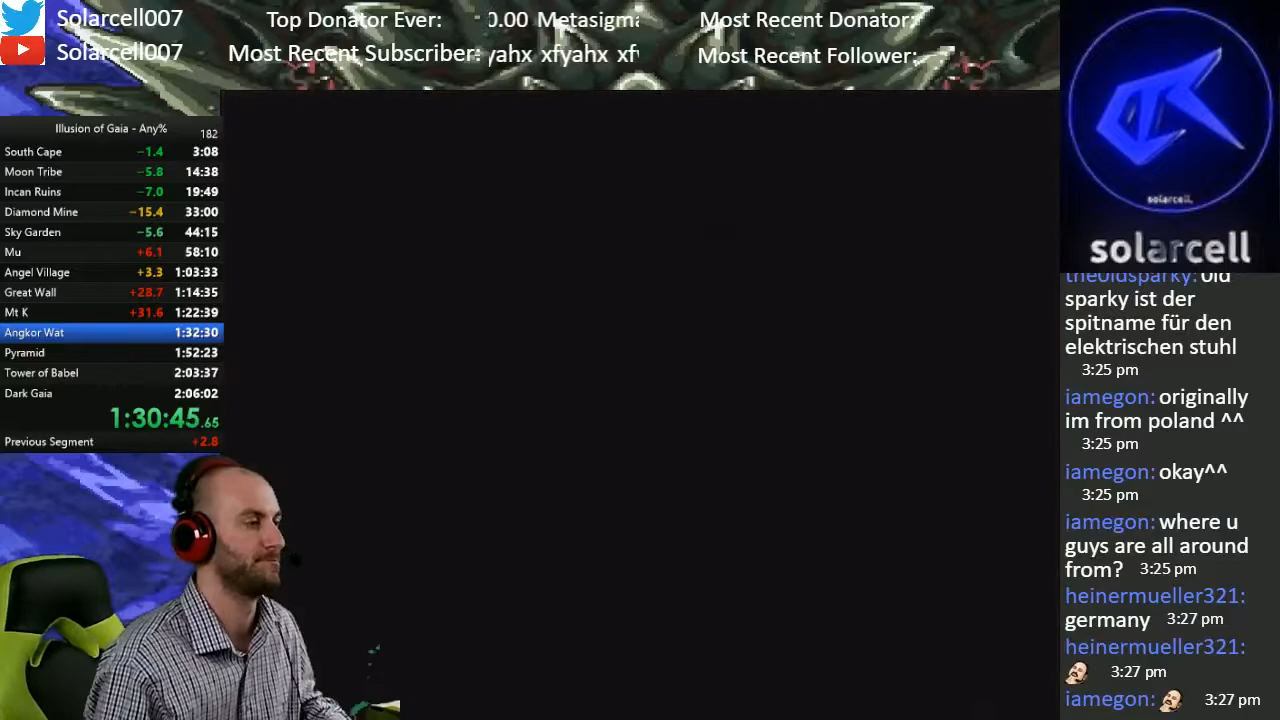 Solarcell007
Top Donator Ever:
0.00 Metasigma
Most Recent Donator:
Solarcell007
Most Recent Subscriber:
yahx xfyahx xfy
Most Recent Follower:
Illusion of Gaia - Any%
182
South Cape −1.4 3:08
Moon Tribe −5.8 14:38
Incan Ruins −7.0 19:49
Diamond Mine −15.4 33:00
Sky Garden −5.6 44:15
Mu +6.1 58:10
Angel Village +3.3 1:03:33
Great Wall +28.7 1:14:35
Mt K +31.6 1:22:39
Angkor Wat 1:32:30
Pyramid 1:52:23
Tower of Babel 2:03:37
Dark Gaia 2:06:02
1:30:45.65
Previous Segment +2.8
solarcell.
solarcell
theoldsparky: old
sparky ist der
spitname für den
elektrischen stuhl
3:25 pm
iamegon: originally
im from poland ^^
3:25 pm
iamegon: okay^^
3:25 pm
iamegon: where u
guys are all around
from? 3:25 pm
heinermueller321:
germany 3:27 pm
heinermueller321:
3:27 pm
iamegon: 3:27 pm